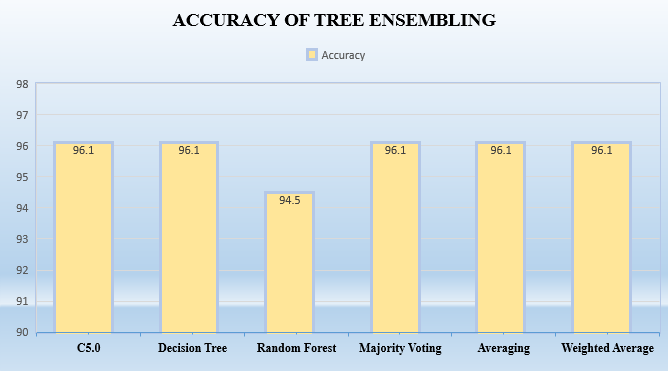 ACCURACY OF TREE ENSEMBLING
Accuracy
98
97
96
95
94
93
92
91
90
96.1
96.1
94.5
96.1
96.1
96.1
C5.0
Decision Tree
Random Forest
Majority Voting
Averaging
Weighted Average